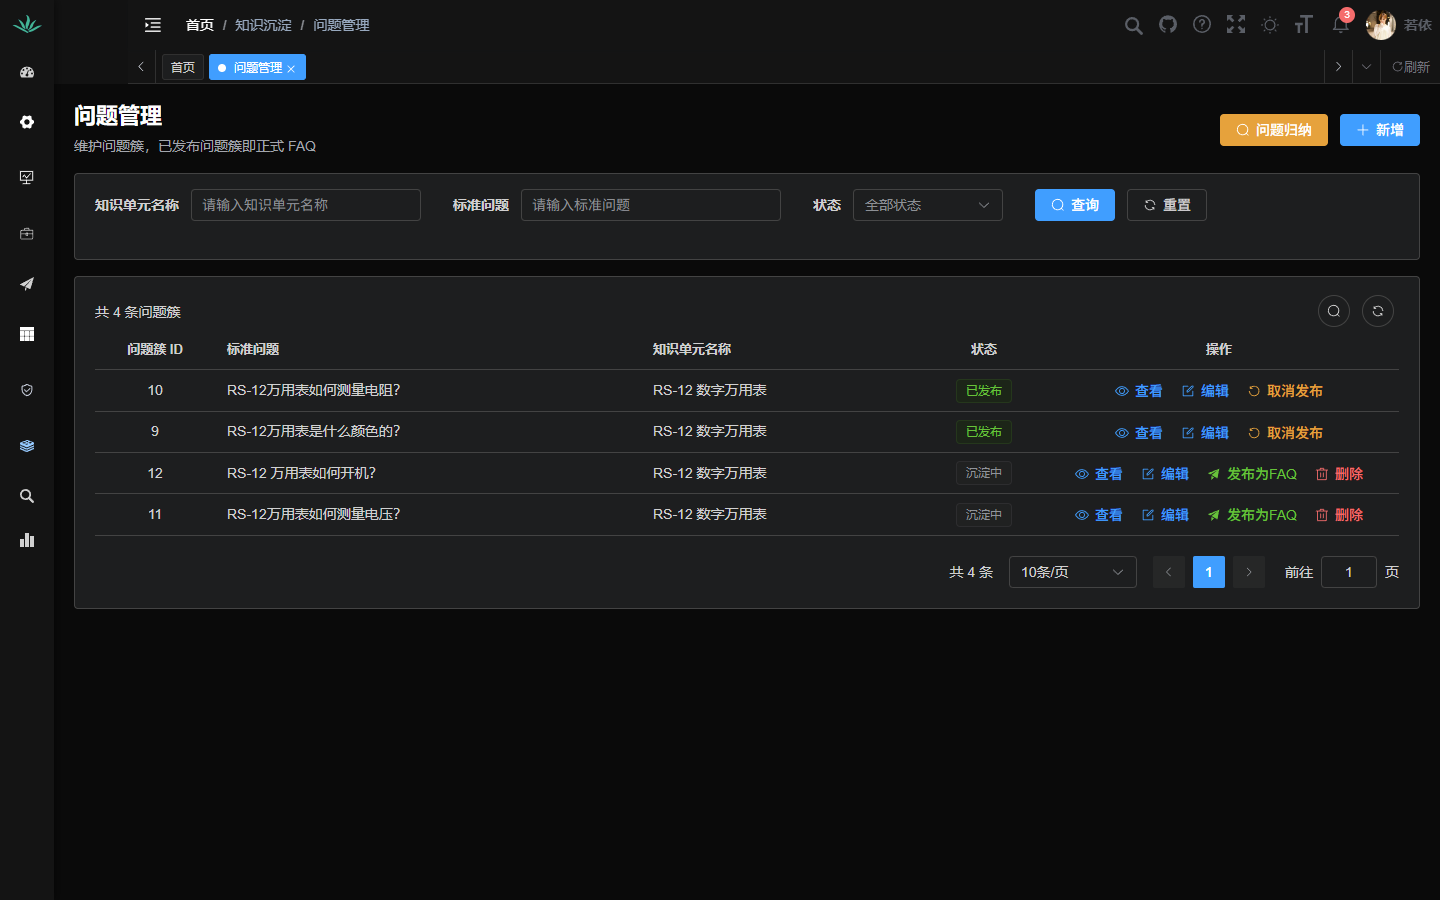 首页 / 知识沉淀 / 问题管理
3
若依
首页
问题管理 ×
刷新
问题管理
维护问题簇，已发布问题簇即正式 FAQ
问题归纳
新增
知识单元名称 请输入知识单元名称 标准问题 请输入标准问题 状态 全部状态 查询 重置
共 4 条问题簇
问题簇 ID 标准问题 知识单元名称 状态 操作
10 RS-12万用表如何测量电阻？ RS-12 数字万用表 已发布 查看 编辑 取消发布
9 RS-12万用表是什么颜色的？ RS-12 数字万用表 已发布 查看 编辑 取消发布
12 RS-12 万用表如何开机？ RS-12 数字万用表 沉淀中 查看 编辑 发布为FAQ 删除
11 RS-12万用表如何测量电压？ RS-12 数字万用表 沉淀中 查看 编辑 发布为FAQ 删除
共 4 条 10条/页 1 前往 1 页